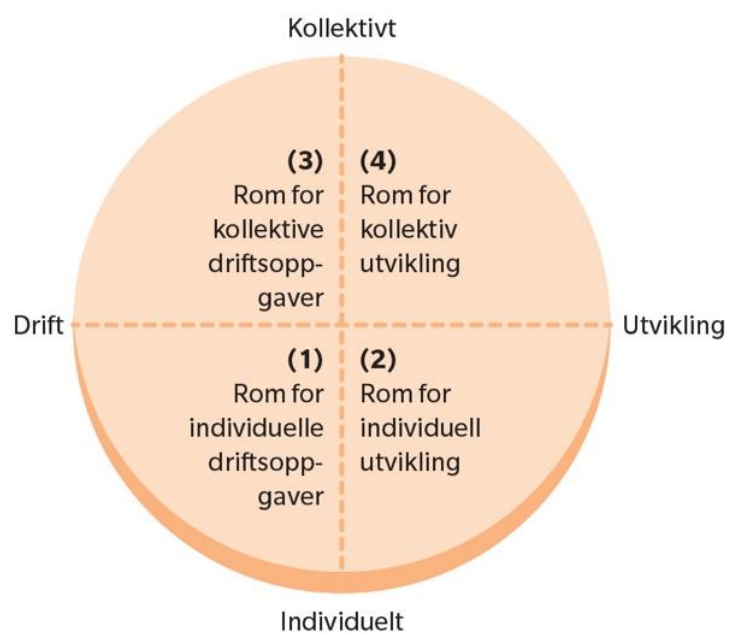 Kollektivt
(3)
Rom for
kollektive
driftsopp-
gaver
(4)
Rom for
kollektiv
utvikling
Drift
Utvikling
(1)
Rom for
individuelle
driftsopp-
gaver
(2)
Rom for
individuell
utvikling
Individuelt